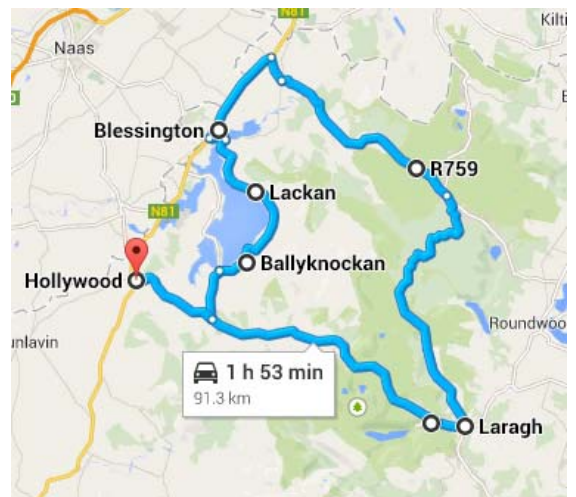 N81
Kilti
Naas
Blessington
R759
Lackan
N81
Ballyknockan
Hollywood
Roundwoo
unlavin
1 h 53 min
91.3 km
Laragh